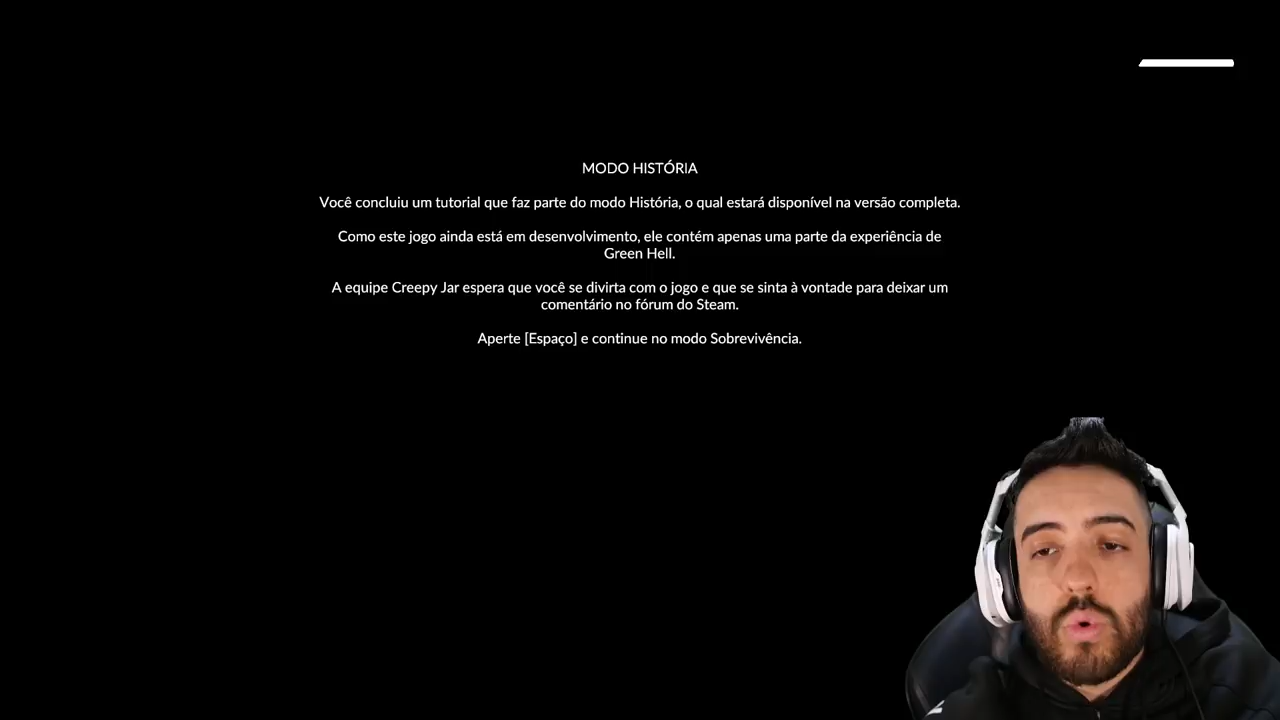 MODO HISTÓRIA
Você concluiu um tutorial que faz parte do modo História, o qual estará disponível na versão completa.
Como este jogo ainda está em desenvolvimento, ele contém apenas uma parte da experiência de
Green Hell.
A equipe Creepy Jar espera que você se divirta com o jogo e que se sinta à vontade para deixar um
comentário no fórum do Steam.
Aperte [Espaço] e continue no modo Sobrevivência.